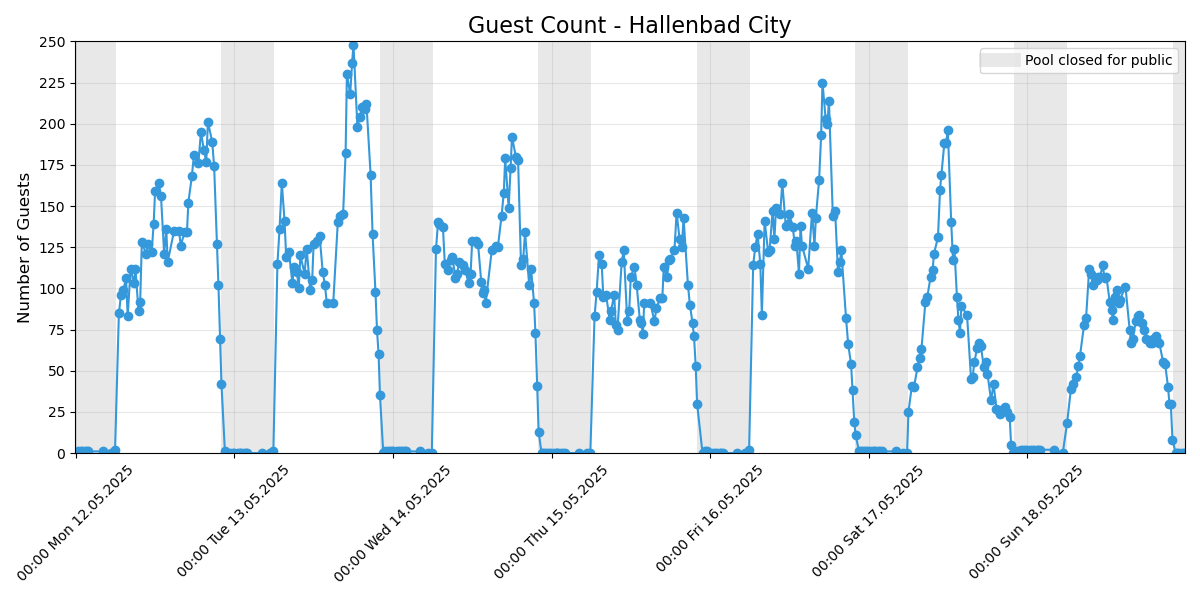 Guest Count - Hallenbad City
Pool closed for public
Number of Guests
250
225
200
175
150
125
100
75
50
25
0
00:00 Mon 12.05.2025
00:00 Tue 13.05.2025
00:00 Wed 14.05.2025
00:00 Thu 15.05.2025
00:00 Fri 16.05.2025
00:00 Sat 17.05.2025
00:00 Sun 18.05.2025